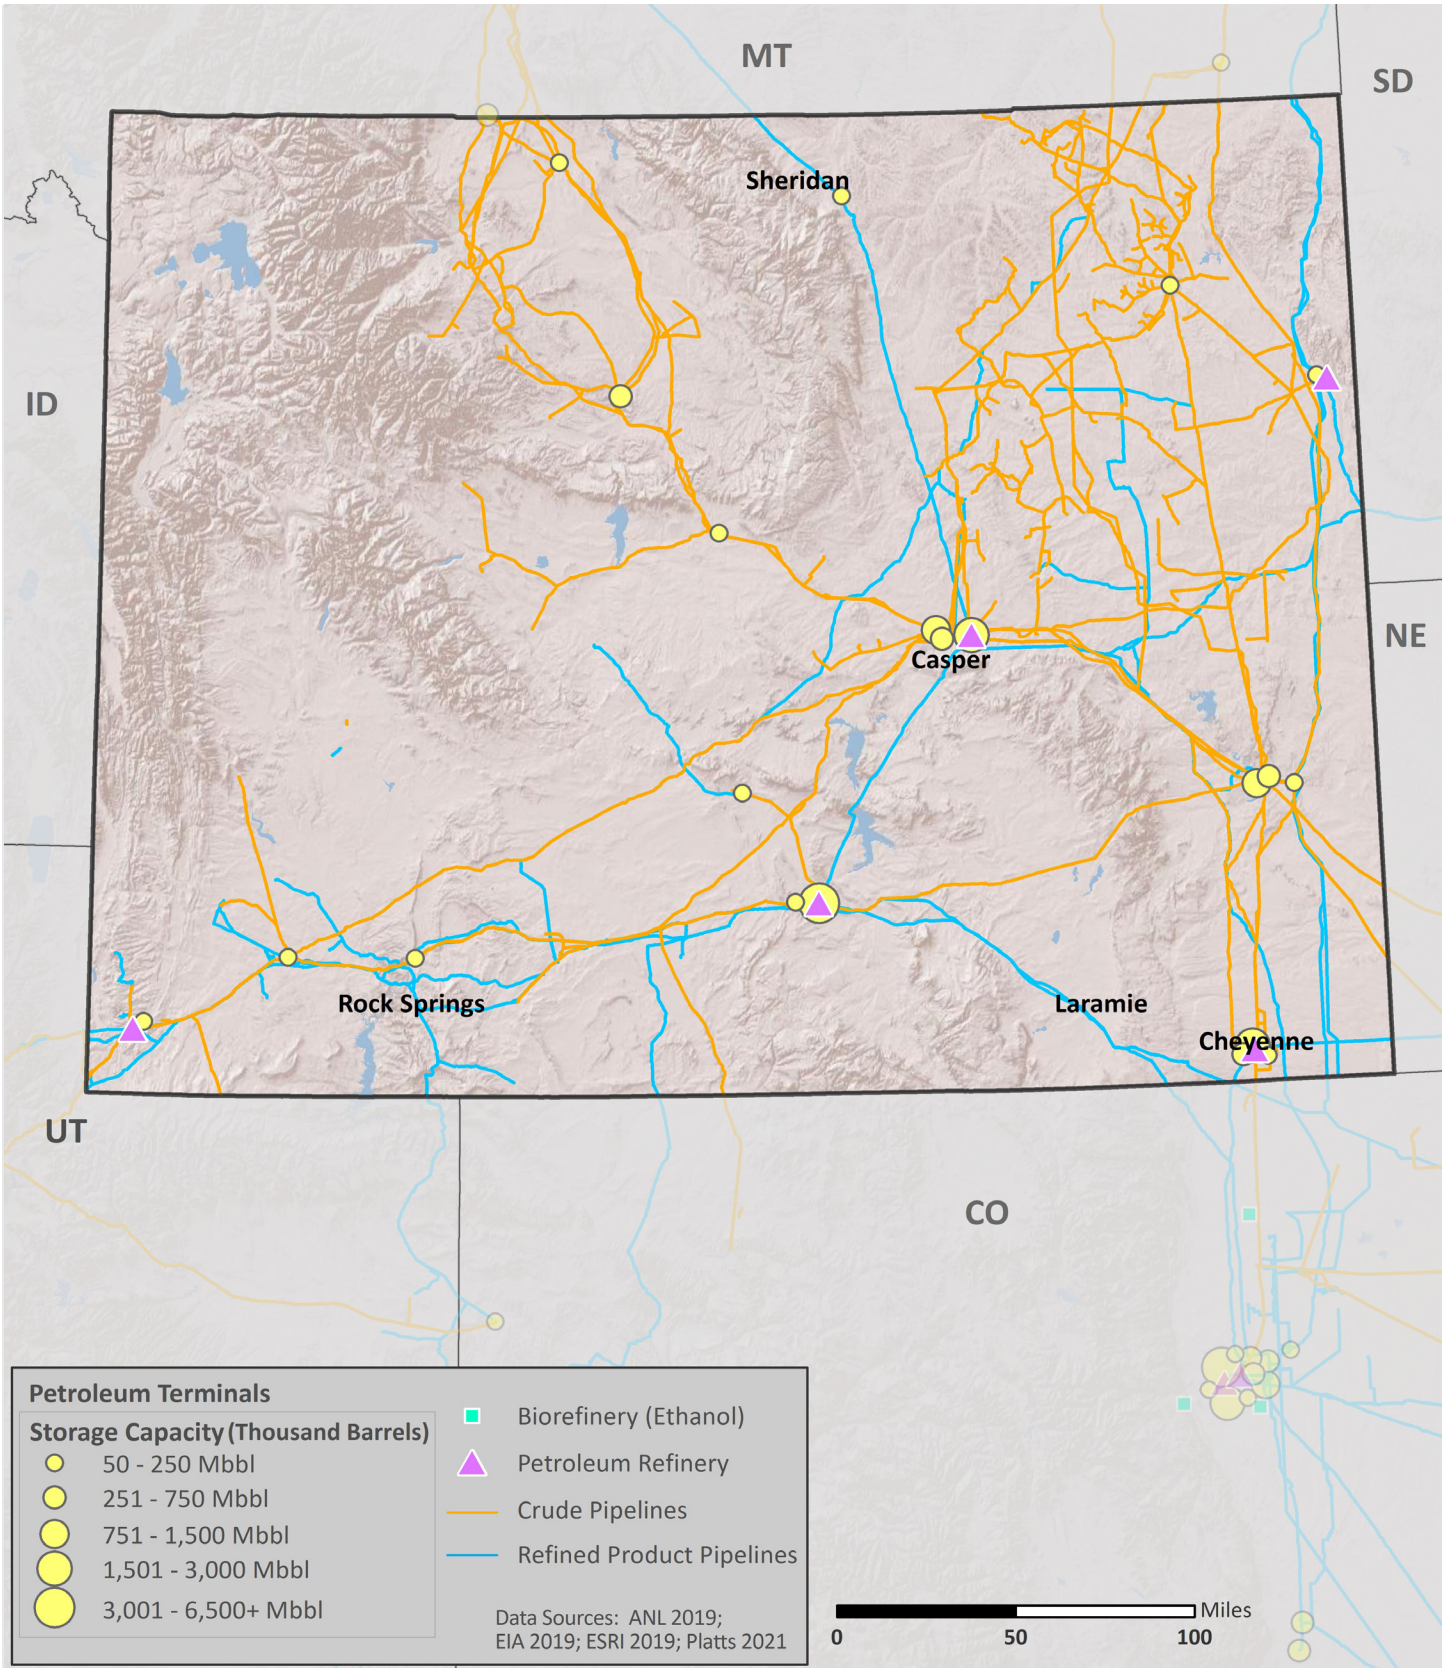 MT
SD
Sheridan
ID
NE
Casper
Rock Springs
Laramie
Cheyenne
UT
CO
Petroleum Terminals
Storage Capacity (Thousand Barrels)
50 - 250 Mbbl
251 - 750 Mbbl
751 - 1,500 Mbbl
1,501 - 3,000 Mbbl
3,001 - 6,500+ Mbbl
Biorefinery (Ethanol)
Petroleum Refinery
Crude Pipelines
Refined Product Pipelines
Data Sources: ANL 2019;
EIA 2019; ESRI 2019; Platts 2021
Miles
0 50 100